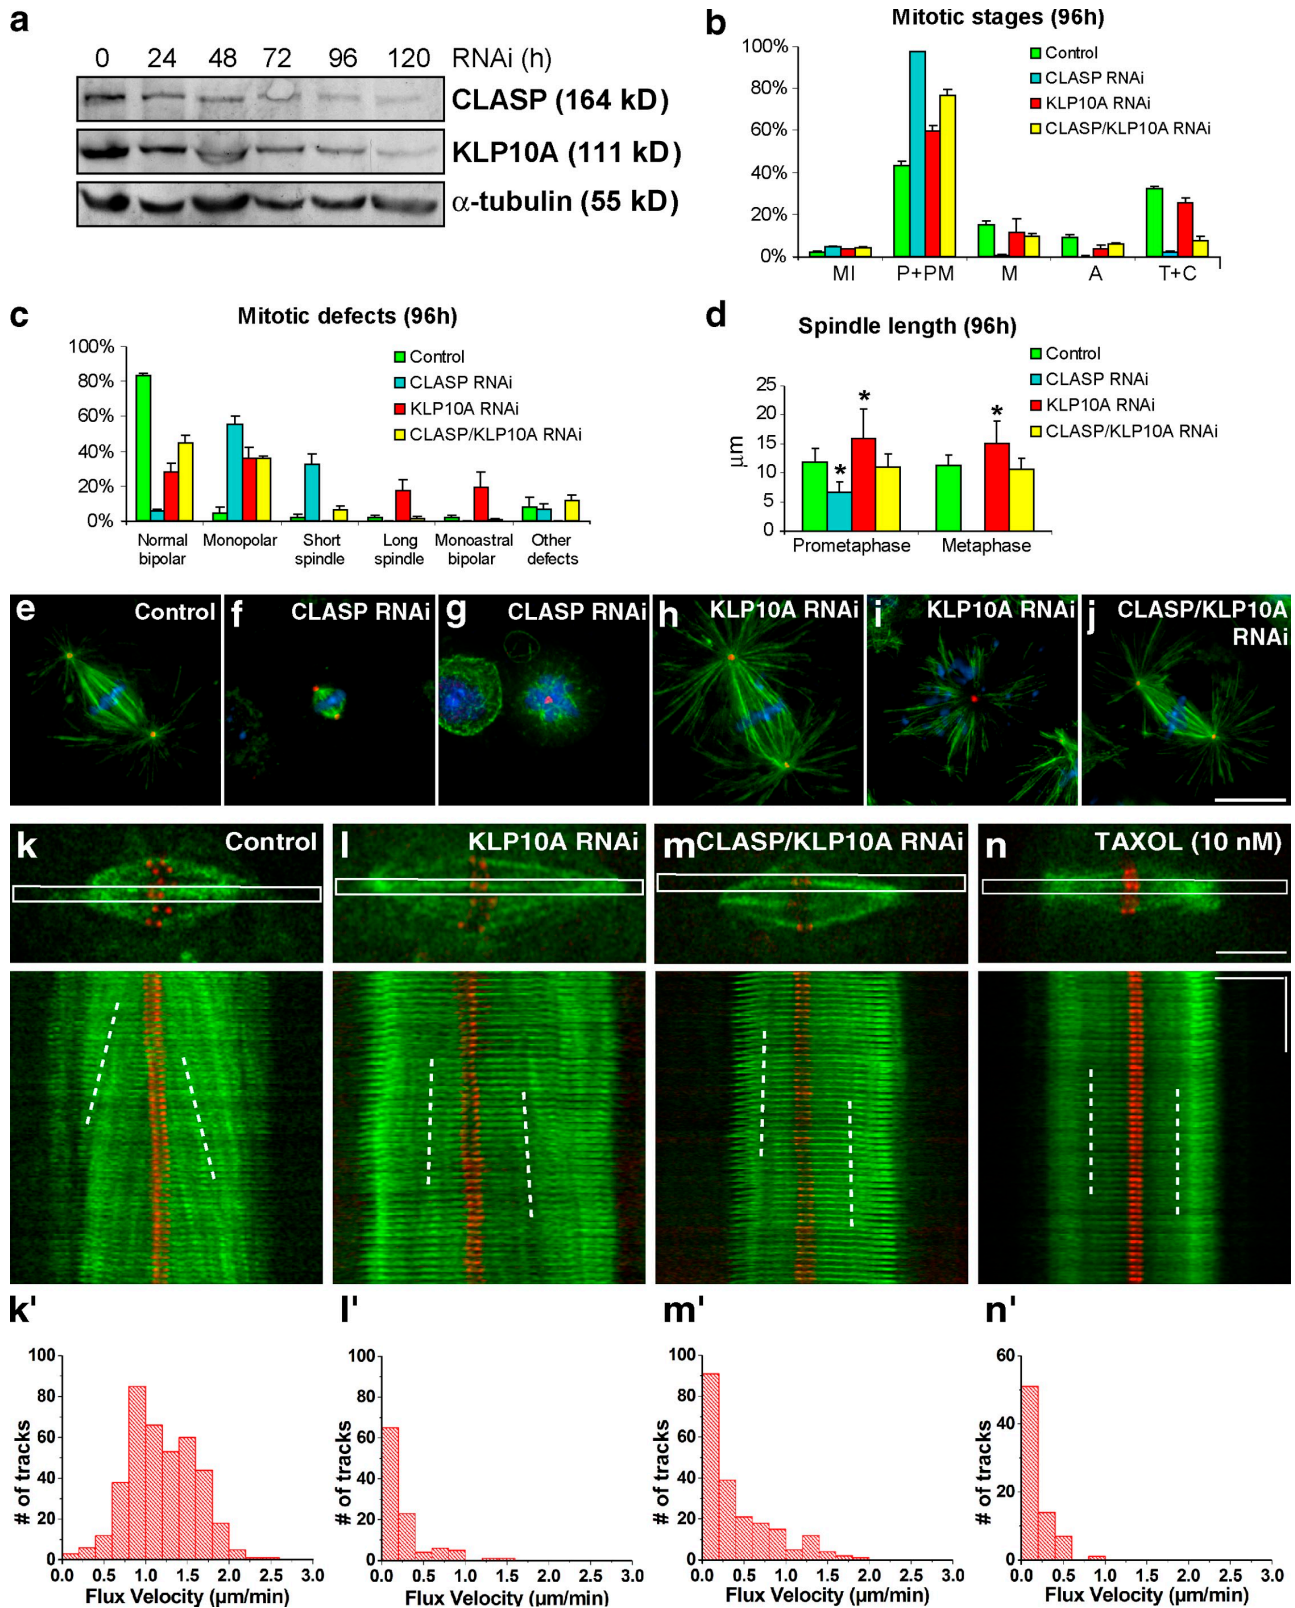 a
0 24 48 72 96 120 RNAi (h)
CLASP (164 kD)
KLP10A (111 kD)
α-tubulin (55 kD)
b
Mitotic stages (96h)
100%
80%
60%
40%
20%
0%
Control
CLASP RNAi
KLP10A RNAi
CLASP/KLP10A RNAi
MI P+PM M A T+C
c
Mitotic defects (96h)
100%
80%
60%
40%
20%
0%
Control
CLASP RNAi
KLP10A RNAi
CLASP/KLP10A RNAi
Normal bipolar
Monopolar
Short spindle
Long spindle
Monoastral bipolar
Other defects
d
Spindle length (96h)
Control
CLASP RNAi
KLP10A RNAi
CLASP/KLP10A RNAi
25
20
15
10
5
0
µm
* * *
Prometaphase Metaphase
e Control
f CLASP RNAi
g CLASP RNAi
h KLP10A RNAi
i KLP10A RNAi
j CLASP/KLP10A
RNAi
k Control
l KLP10A RNAi
m CLASP/KLP10A RNAi
n TAXOL (10 nM)
k'
100
80
60
40
20
0
# of tracks
0.0 0.5 1.0 1.5 2.0 2.5 3.0
Flux Velocity (µm/min)
l'
100
80
60
40
20
0
# of tracks
0.0 0.5 1.0 1.5 2.0 2.5 3.0
Flux Velocity (µm/min)
m'
100
80
60
40
20
0
# of tracks
0.0 0.5 1.0 1.5 2.0 2.5 3.0
Flux Velocity (µm/min)
n'
60
40
20
0
# of tracks
0.0 0.5 1.0 1.5 2.0 2.5 3.0
Flux Velocity (µm/min)